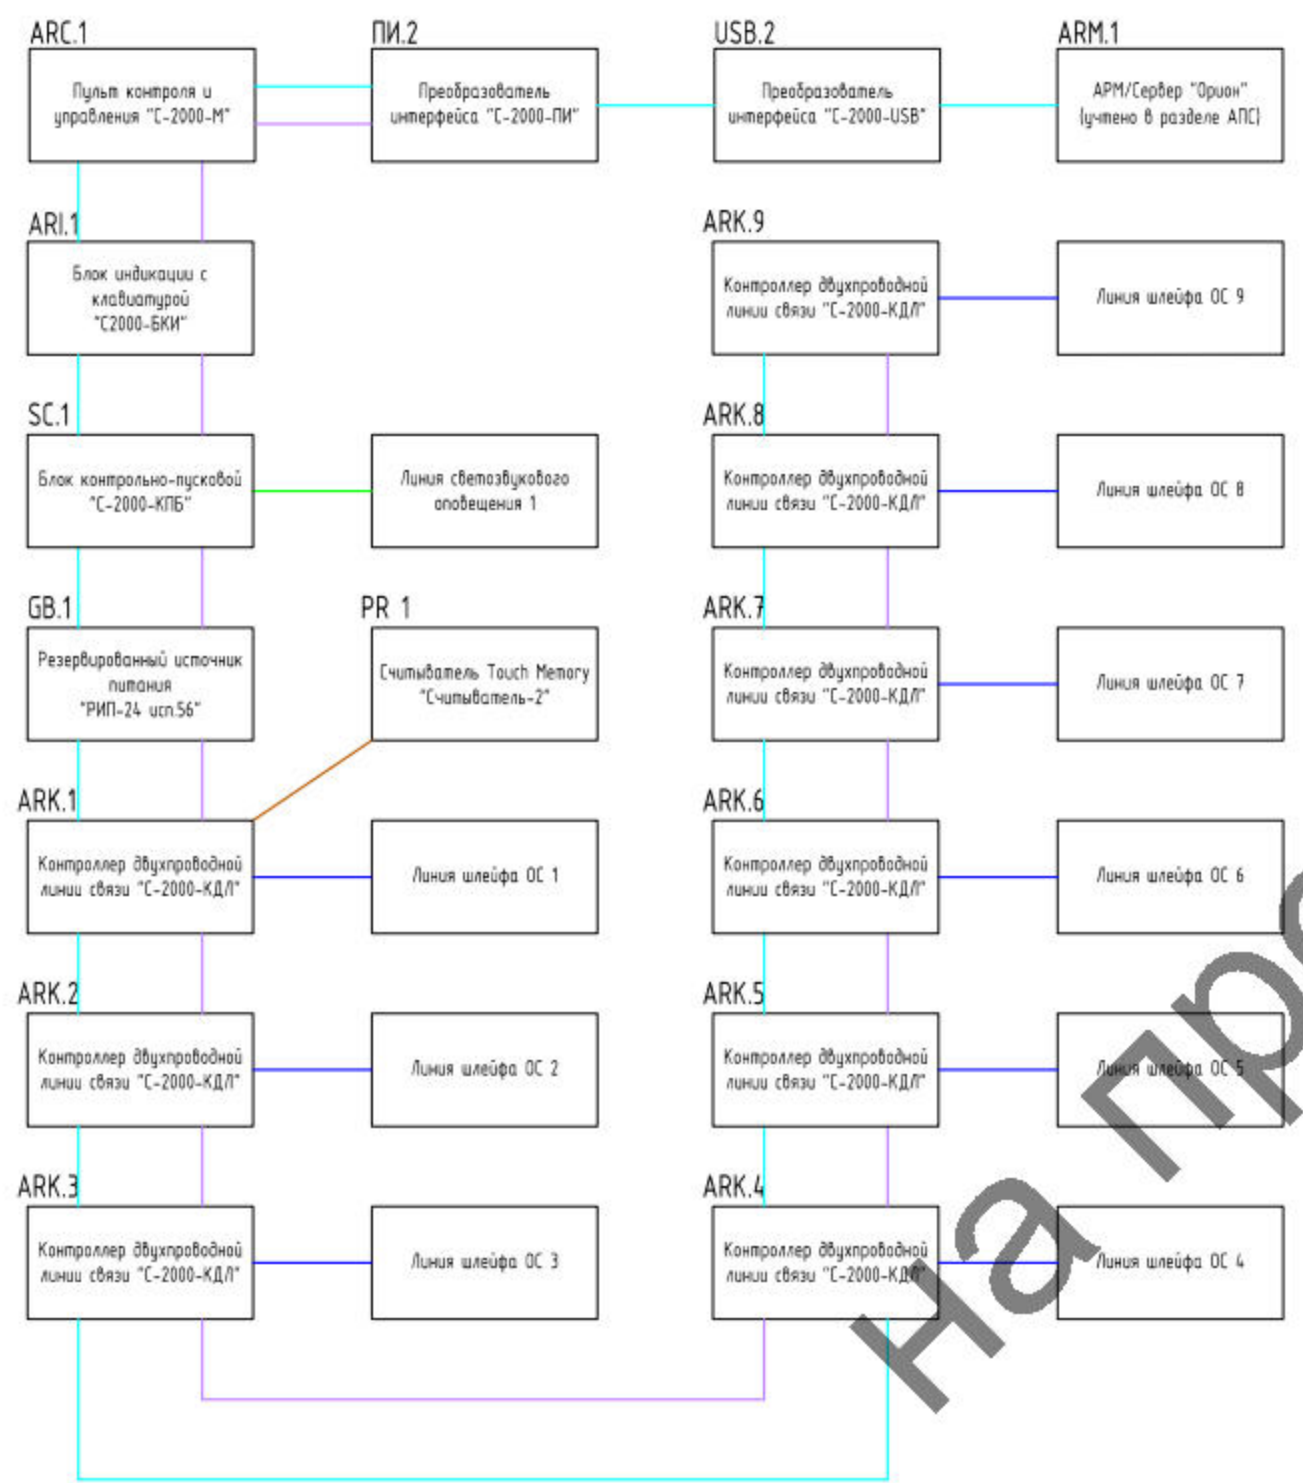 ARC.1
Пульт контроля и
управления "С-2000-М"
ПИ.2
Преобразователь
интерфейса "С-2000-ПИ"
USB.2
Преобразователь
интерфейса "С-2000-USB"
ARM.1
АРМ/Сервер "Орион"
(учтено в разделе АПС)
ARI.1
Блок индикации с
клавиатурой
"С2000-БКИ"
SC.1
Блок контрольно-пусковой
"С-2000-КПБ"
Линия светозвукового
оповещения 1
GB.1
Резервированный источник
питания
"РИП-24 исп.56"
PR 1
Считыватель Touch Memory
"Считыватель-2"
ARK.1
Контроллер двухпроводной
линии связи "С-2000-КДЛ"
Линия шлейфа ОС 1
ARK.2
Контроллер двухпроводной
линии связи "С-2000-КДЛ"
Линия шлейфа ОС 2
ARK.3
Контроллер двухпроводной
линии связи "С-2000-КДЛ"
Линия шлейфа ОС 3
ARK.9
Контроллер двухпроводной
линии связи "С-2000-КДЛ"
Линия шлейфа ОС 9
ARK.8
Контроллер двухпроводной
линии связи "С-2000-КДЛ"
Линия шлейфа ОС 8
ARK.7
Контроллер двухпроводной
линии связи "С-2000-КДЛ"
Линия шлейфа ОС 7
ARK.6
Контроллер двухпроводной
линии связи "С-2000-КДЛ"
Линия шлейфа ОС 6
ARK.5
Контроллер двухпроводной
линии связи "С-2000-КДЛ"
Линия шлейфа ОС 5
ARK.4
Контроллер двухпроводной
линии связи "С-2000-КДЛ"
Линия шлейфа ОС 4
на